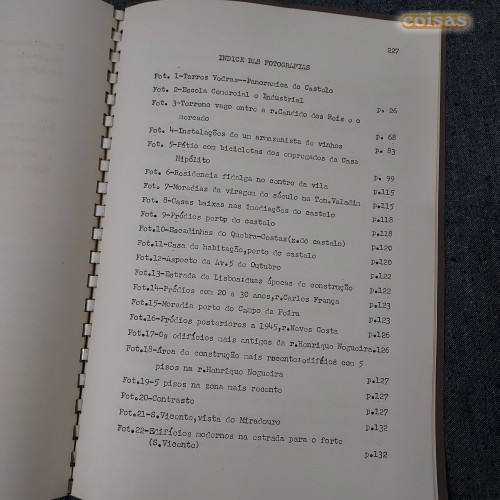 coisas
227
INDICE DAS FOTOGRAFIAS
Fot. 1-Torres Vedras--Panoramica do Castelo
Fot. 2-Escola Comercial e Industrial p. 26
Fot. 3-Terreno vago entre a r.Candido dos Reis e o
mercado p. 68
Fot. 4-Instalações de um armazenista de vinhos p. 83
Fot. 5-Pátio com bicicletas dos empregados da Casa
Hipólito p. 99
Fot. 6-Residencia fidalga no centro da vila p.115
Fot. 7-Moradias da viragem do século na Ten.Valadin p.115
Fot. 8-Casas baixas nas imediações do castelo p.118
Fot. 9-Prédios perto do castelo p.118
Fot.10-Escadinhas do Quebra-Costas(z.do castelo) p.120
Fot.11-Casa de habitação,perto do castelo p.120
Fot.12-Aspecto da Av.5 de Outubro p.122
Fot.13-Estrada de Lisboa:duas épocas de construção p.122
Fot.14-Prédios com 20 a 30 anos,r.Carlos França p.123
Fot.15-Moradia perto do Campo da Feira p.123
Fot.16-Prédios posteriores a 1945,r.Neves Costa p.126
Fot.17-Os edifícios mais antigos da r.Henrique Nogueira.126
Fot.18-Área de construção mais recente:edifícios com 5
pisos na r.Henrique Nogueira p.127
Fot.19-5 pisos na zona mais recente p.127
Fot.20-Contraste p.127
Fot.21-S.Vicente,vista do Miradouro p.132
Fot.22-Edifícios modernos na estrada para o forte
(S.Vicente) p.132